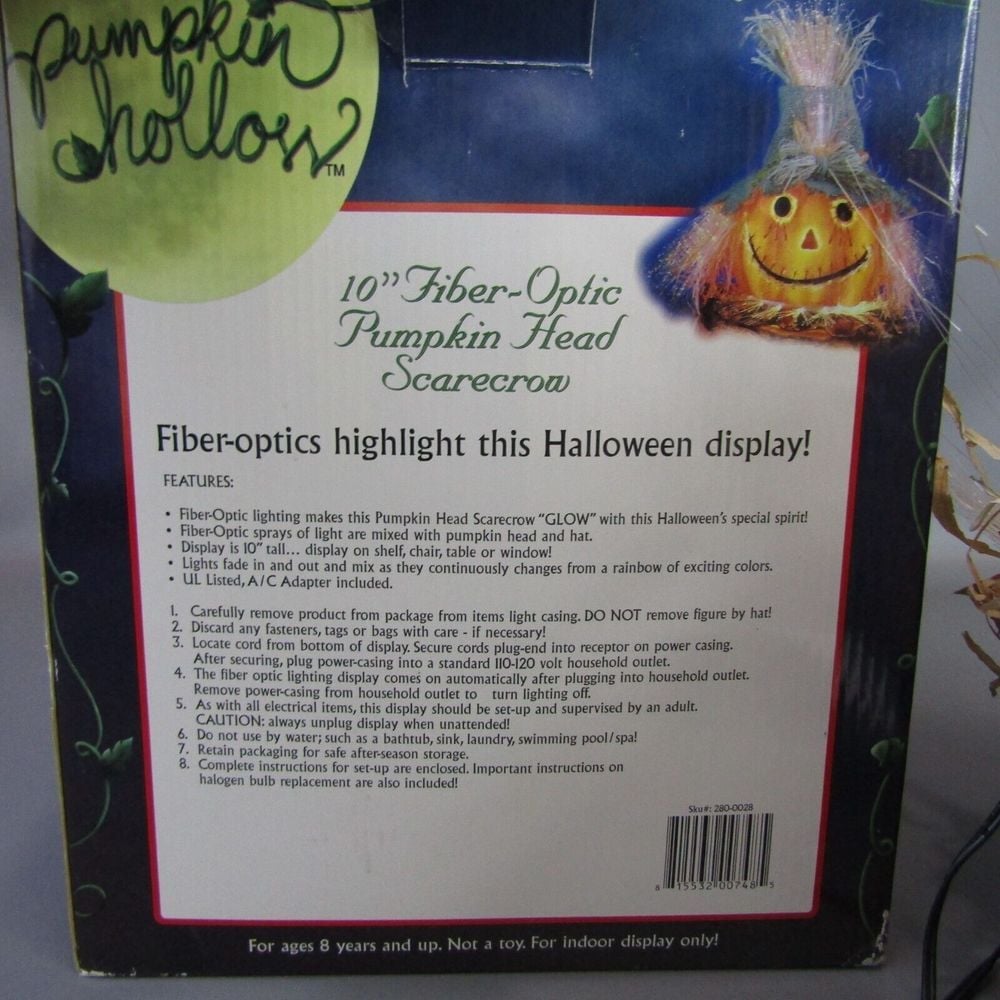 pumpkin
hollow™
10” Fiber-Optic
Pumpkin Head
Scarecrow
Fiber-optics highlight this Halloween display!
FEATURES:
• Fiber-Optic lighting makes this Pumpkin Head Scarecrow “GLOW” with this Halloween's special spirit!
• Fiber-Optic sprays of light are mixed with pumpkin head and hat.
• Display is 10” tall... display on shelf, chair, table or window!
• Lights fade in and out and mix as they continuously changes from a rainbow of exciting colors.
• UL Listed, A/C Adapter included.
1. Carefully remove product from package from items light casing. DO NOT remove figure by hat!
2. Discard any fasteners, tags or bags with care - if necessary!
3. Locate cord from bottom of display. Secure cords plug-end into receptor on power casing.
After securing, plug power-casing into a standard 110-120 volt household outlet.
4. The fiber optic lighting display comes on automatically after plugging into household outlet.
Remove power-casing from household outlet to turn lighting off.
5. As with all electrical items, this display should be set-up and supervised by an adult.
CAUTION: always unplug display when unattended!
6. Do not use by water; such as a bathtub, sink, laundry, swimming pool/spa!
7. Retain packaging for safe after-season storage.
8. Complete instructions for set-up are enclosed. Important instructions on
halogen bulb replacement are also included!
Sku#: 280-0028
8 15532 00748 5
For ages 8 years and up. Not a toy. For indoor display only!